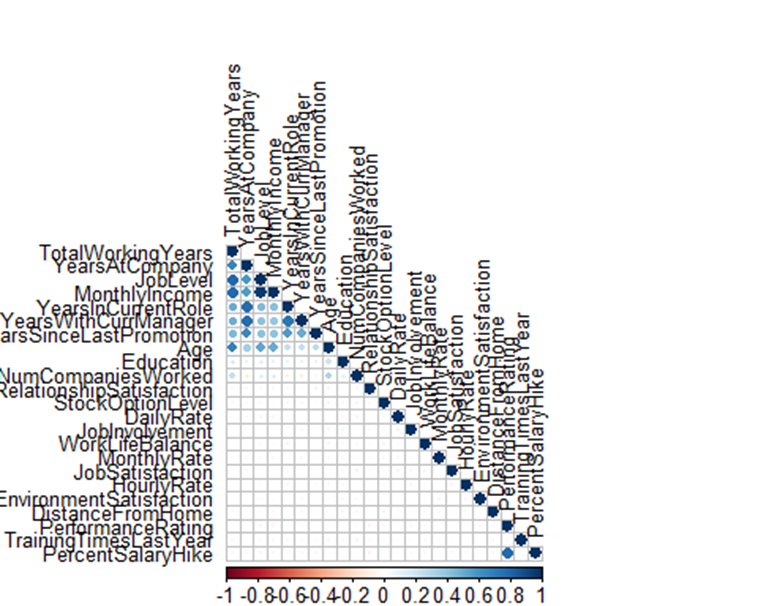 TotalWorkingYears
YearsAtCompany
JobLevel
MonthlyIncome
YearsInCurrentRole
YearsWithCurrManager
YearsSinceLastPromotion
Age
Education
NumCompaniesWorked
RelationshipSatisfaction
StockOptionLevel
DailyRate
JobInvolvement
WorkLifeBalance
MonthlyRate
JobSatisfaction
HourlyRate
EnvironmentSatisfaction
DistanceFromHome
PerformanceRating
TrainingTimesLastYear
PercentSalaryHike
TotalWorkingYears
YearsAtCompany
JobLevel
MonthlyIncome
YearsInCurrentRole
YearsWithCurrManager
arsSinceLastPromotion
Age
Education
NumCompaniesWorked
RelationshipSatisfaction
StockOptionLevel
DailyRate
JobInvolvement
WorkLifeBalance
MonthlyRate
JobSatisfaction
HourlyRate
EnvironmentSatisfaction
DistanceFromHome
PerformanceRating
TrainingTimesLastYear
PercentSalaryHike
-1 -0.8 -0.6 -0.4 -0.2 0 0.2 0.4 0.6 0.8 1